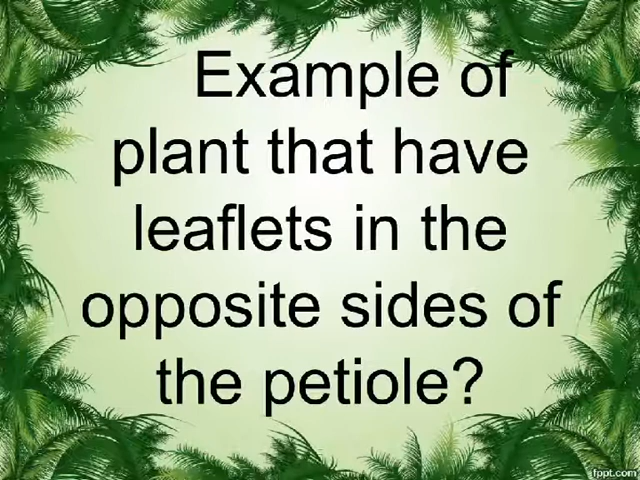 Example of
plant that have
leaflets in the
opposite sides of
the petiole?
fppt.com